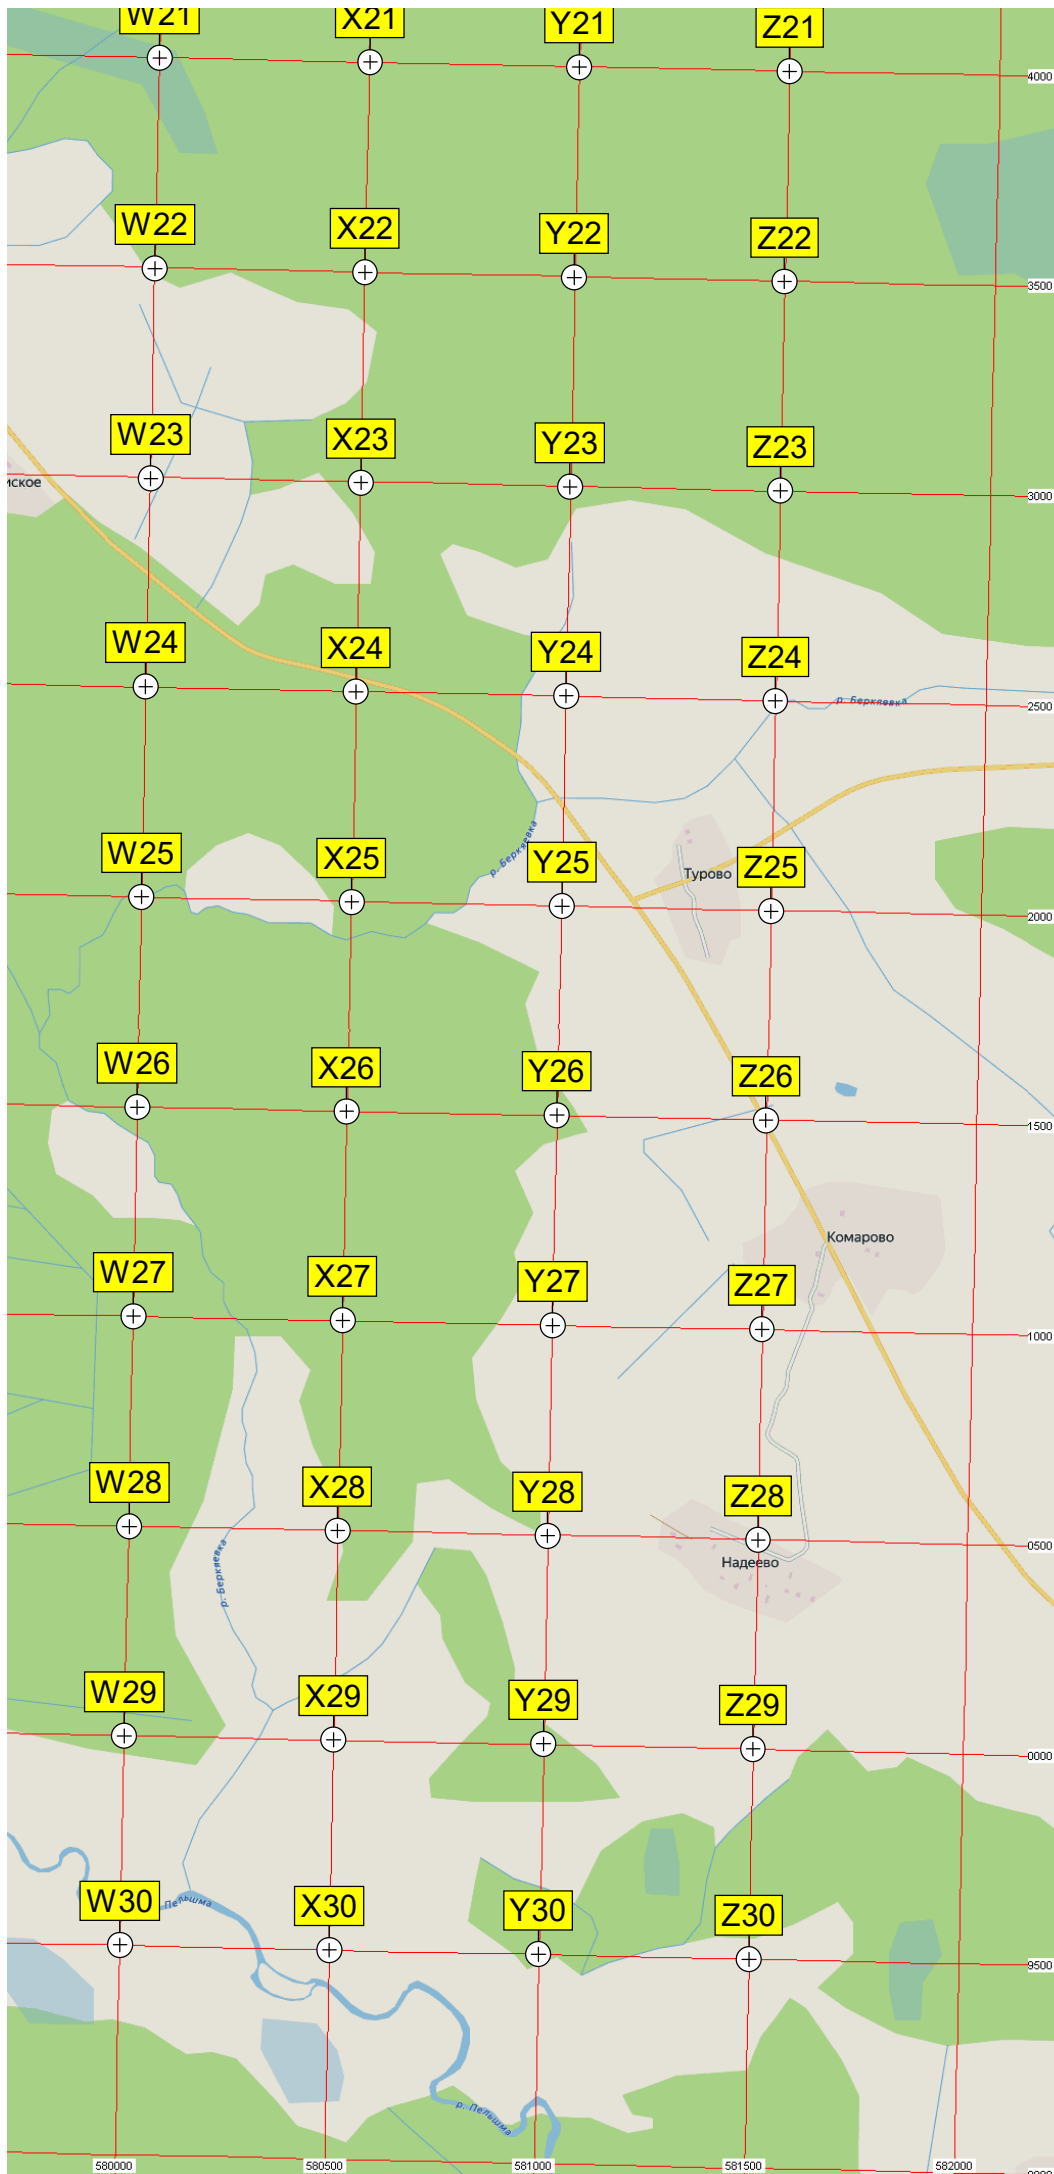 W21 X21 Y21 Z21
4000
W22 X22 Y22 Z22
3500
W23 X23 Y23 Z23
3000
W24 X24 Y24 Z24
р. Беркяевка
2500
р. Беркяевка
W25 X25 Y25 Z25
Турово
2000
W26 X26 Y26 Z26
1500
Комарово
W27 X27 Y27 Z27
1000
W28 X28 Y28 Z28
0500
Надеево
р. Беркяевка
W29 X29 Y29 Z29
0000
Пельшма
W30 X30 Y30 Z30
9500
р. Пельшма
580000 580500 581000 581500 582000